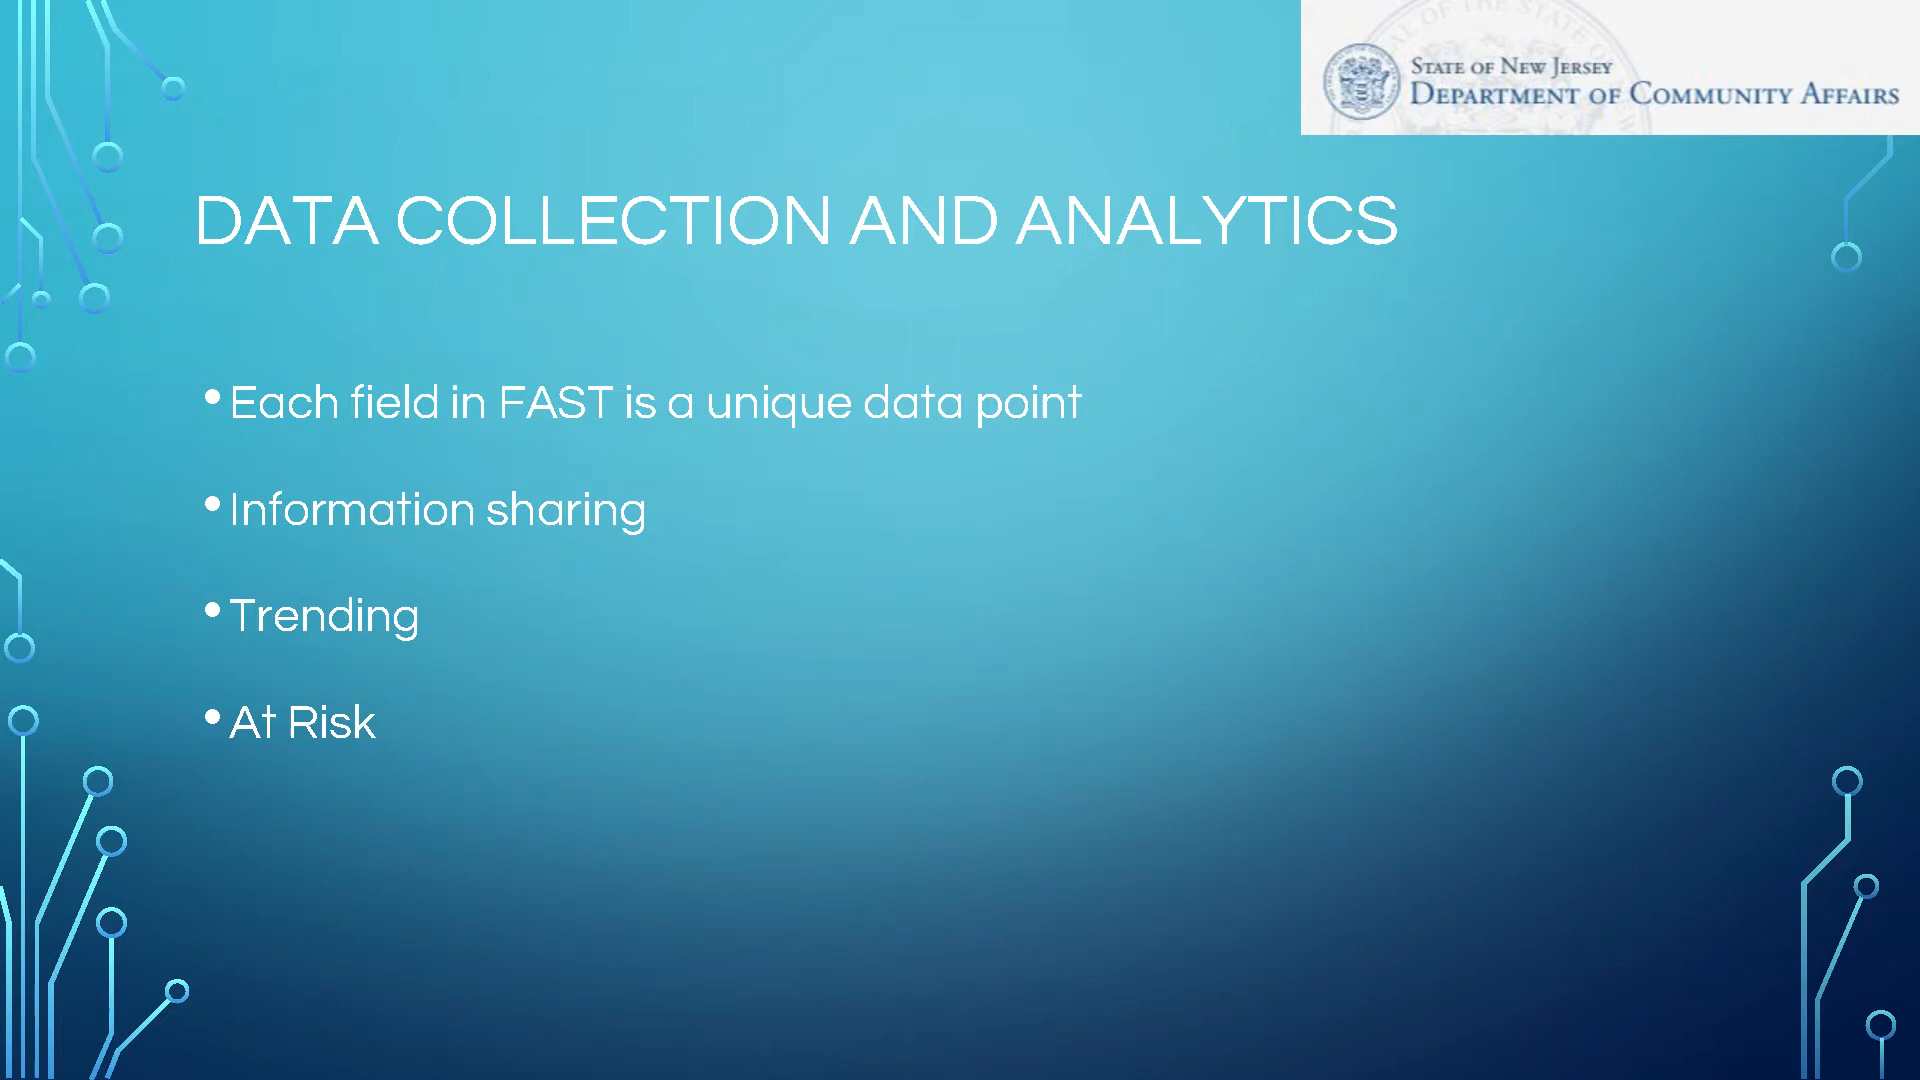 STATE OF NEW JERSEY
DEPARTMENT OF COMMUNITY AFFAIRS
DATA COLLECTION AND ANALYTICS
• Each field in FAST is a unique data point
• Information sharing
• Trending
• At Risk